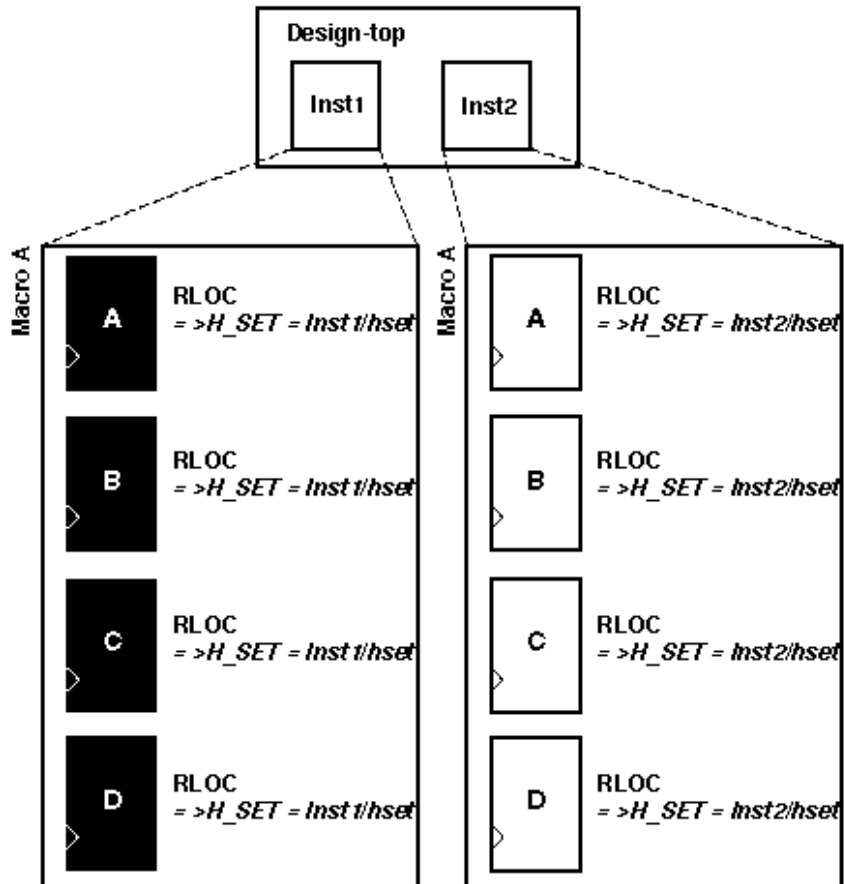 Design-top
Inst1
Inst2
Macro A
A
RLOC
= >H_SET = Inst1/hset
B
RLOC
= >H_SET = Inst1/hset
C
RLOC
= >H_SET = Inst1/hset
D
RLOC
= >H_SET = Inst1/hset
Macro A
A
RLOC
= >H_SET = Inst2/hset
B
RLOC
= >H_SET = Inst2/hset
C
RLOC
= >H_SET = Inst2/hset
D
RLOC
= >H_SET = Inst2/hset